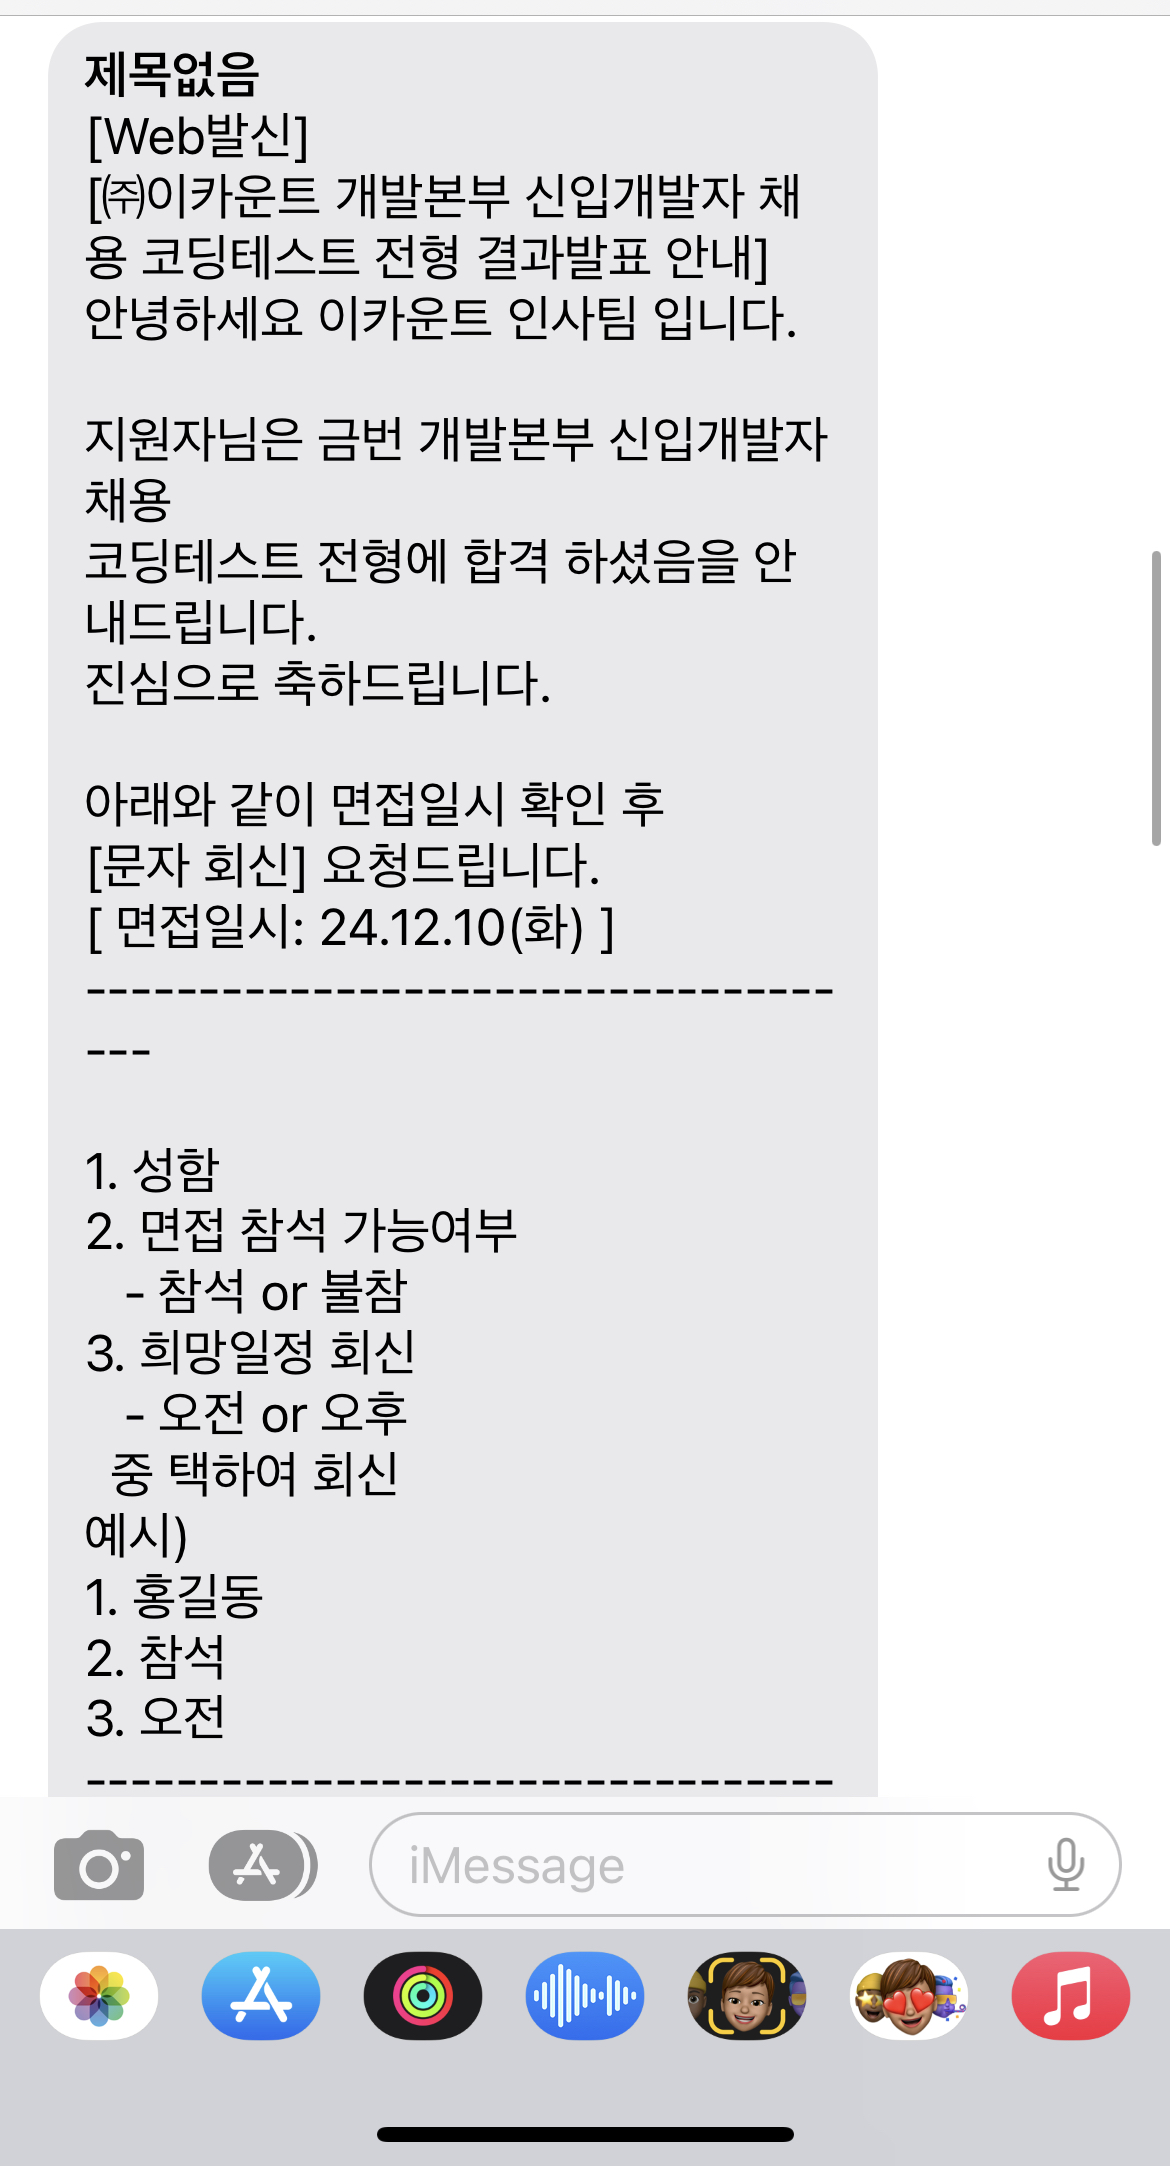 제목없음
[Web발신]
[㈜이카운트 개발본부 신입개발자 채
용 코딩테스트 전형 결과발표 안내]
안녕하세요 이카운트 인사팀 입니다.
지원자님은 금번 개발본부 신입개발자
채용
코딩테스트 전형에 합격 하셨음을 안
내드립니다.
진심으로 축하드립니다.
아래와 같이 면접일시 확인 후
[문자 회신] 요청드립니다.
[ 면접일시: 24.12.10(화) ]
---------------------------------
---
1. 성함
2. 면접 참석 가능여부
- 참석 or 불참
3. 희망일정 회신
- 오전 or 오후
중 택하여 회신
예시)
1. 홍길동
2. 참석
3. 오전
---------------------------------
iMessage